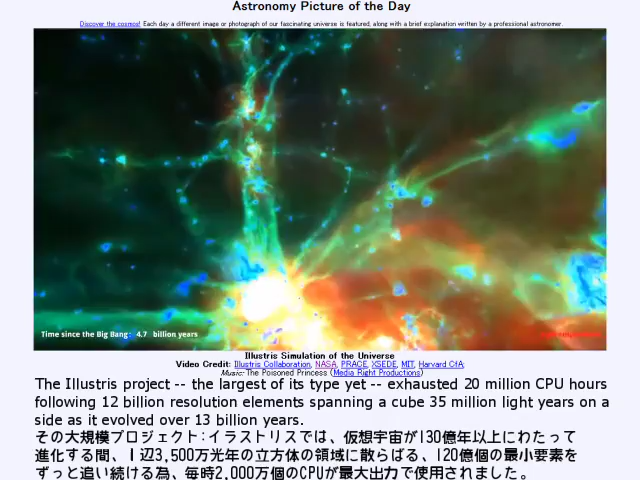 Astronomy Picture of the Day
Discover the cosmos! Each day a different image or photograph of our fascinating universe is featured, along with a brief explanation written by a professional astronomer.
Time since the Big Bang: 4.7 billion years
Illustris Simulation of the Universe
Video Credit: Illustris Collaboration, NASA, PRACE, XSEDE, MIT, Harvard CfA;
Music: The Poisoned Princess (Media Right Productions)
The Illustris project -- the largest of its type yet -- exhausted 20 million CPU hours
following 12 billion resolution elements spanning a cube 35 million light years on a
side as it evolved over 13 billion years.
その大規模プロジェクト:イラストリスでは、仮想宇宙が130億年以上にわたって
進化する間、1辺3,500万光年の立方体の領域に散らばる、120億個の最小要素を
ずっと追い続ける為、毎時2,000万個のCPUが最大出力で使用されました。